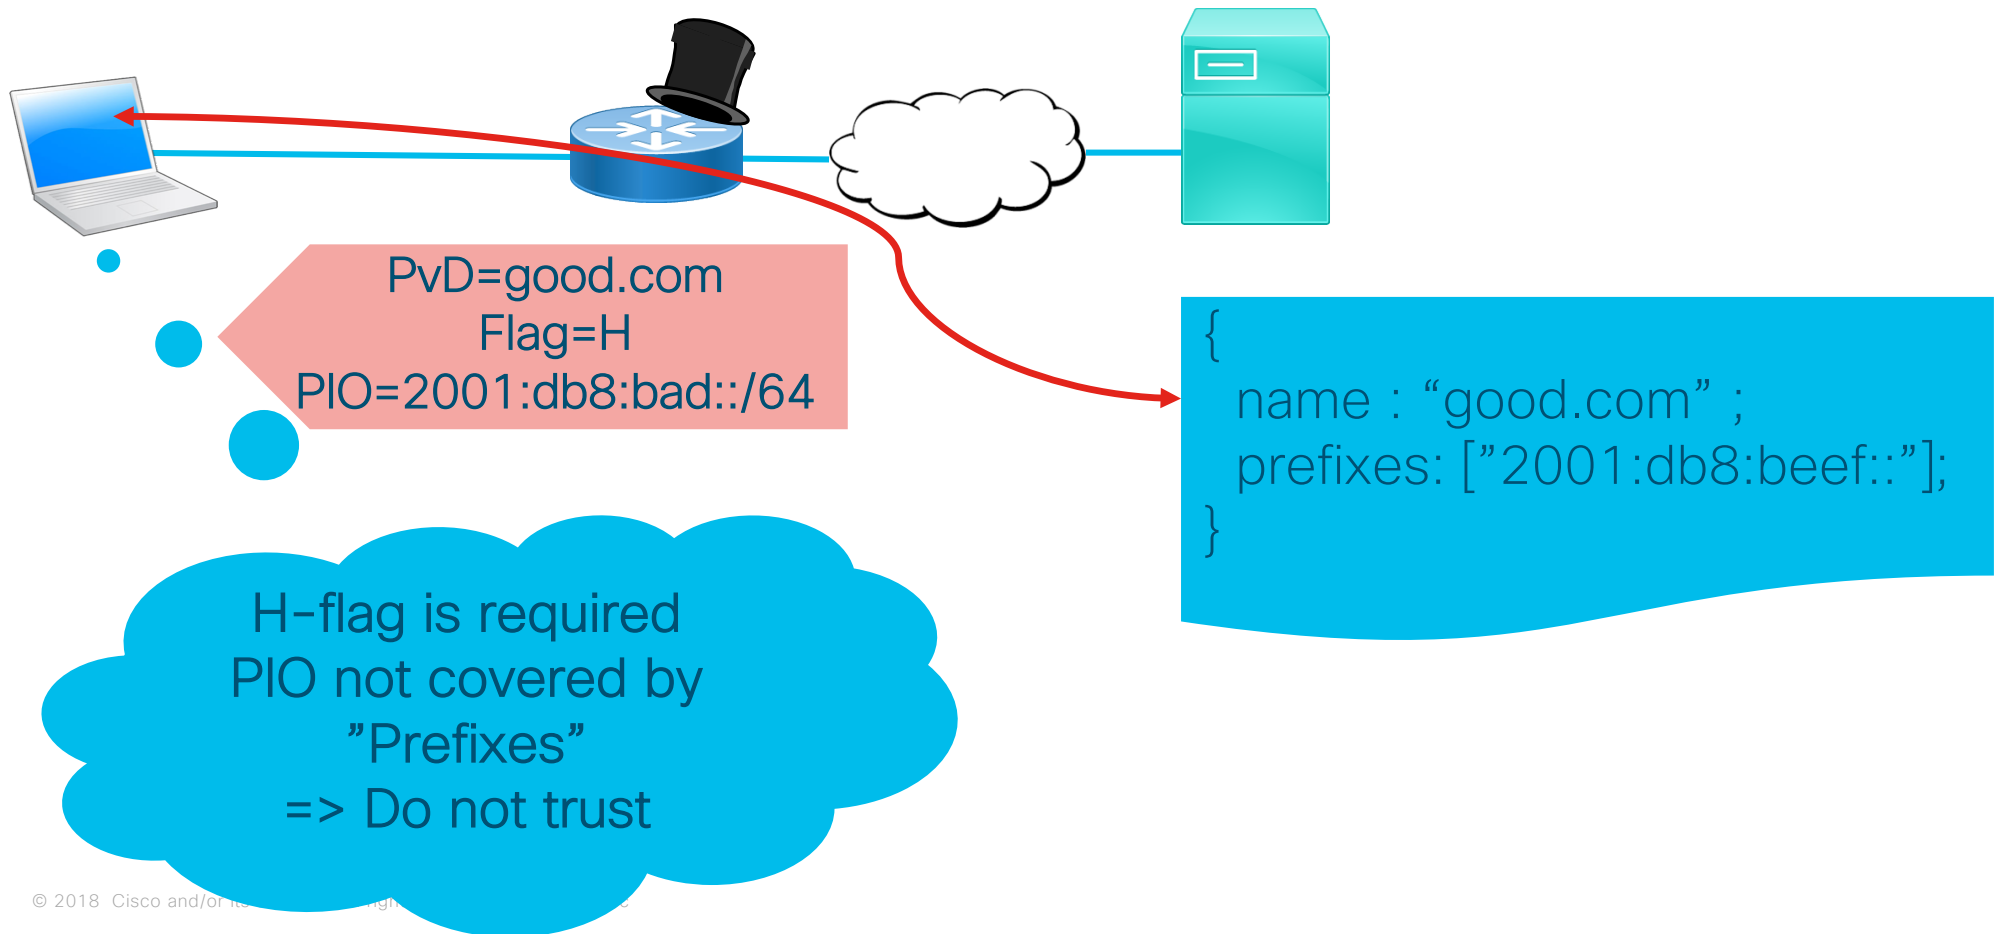 PvD=good.com
Flag=H
PIO=2001:db8:bad::/64
{
name : “good.com” ;
prefixes: [”2001:db8:beef::”];
}
H-flag is required
PIO not covered by
”Prefixes”
=> Do not trust
© 2018 Cisco and/or